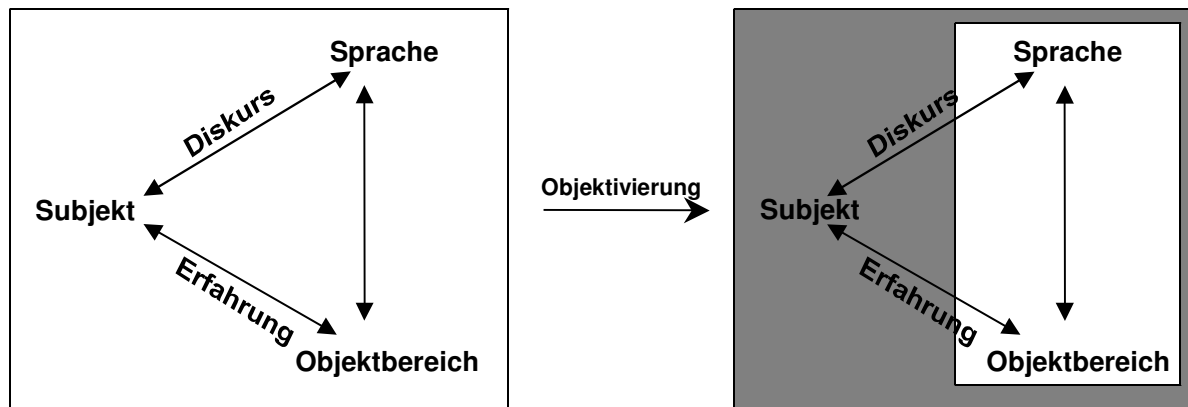 Sprache
Diskurs
Subjekt
Erfahrung
Objektbereich
Objektivierung
Sprache
Diskurs
Subjekt
Erfahrung
Objektbereich